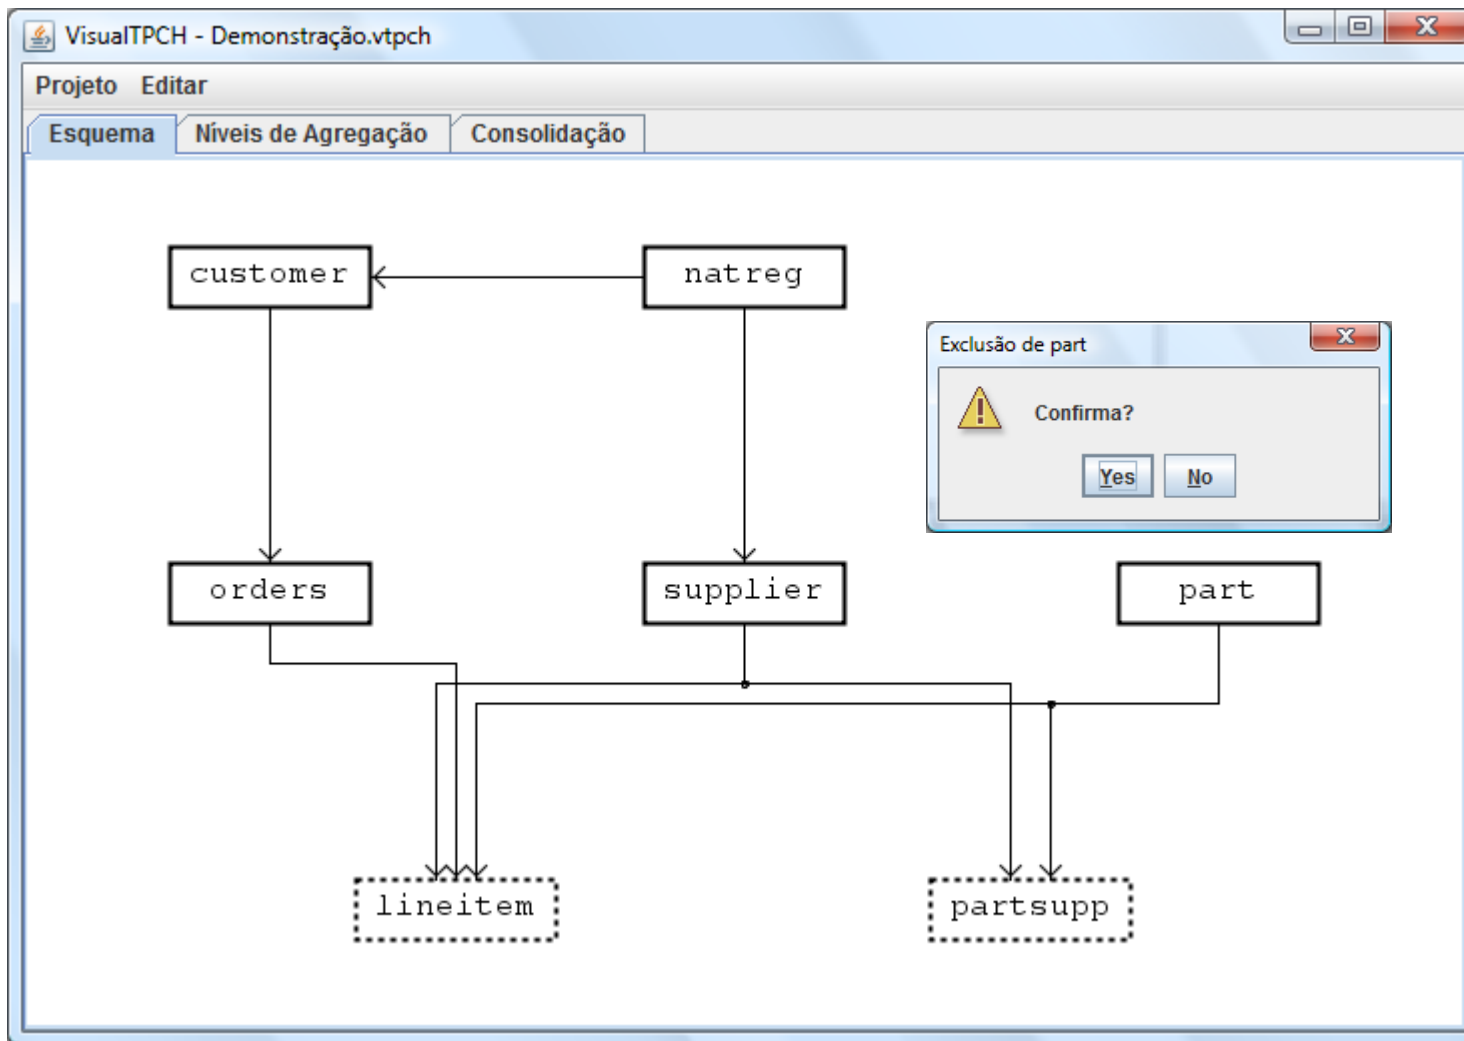 VisualTPCH - Demonstração.vtpch
Projeto Editar
Esquema Níveis de Agregação Consolidação
customer natreg
Exclusão de part
Confirma?
Yes No
orders supplier part
lineitem partsupp